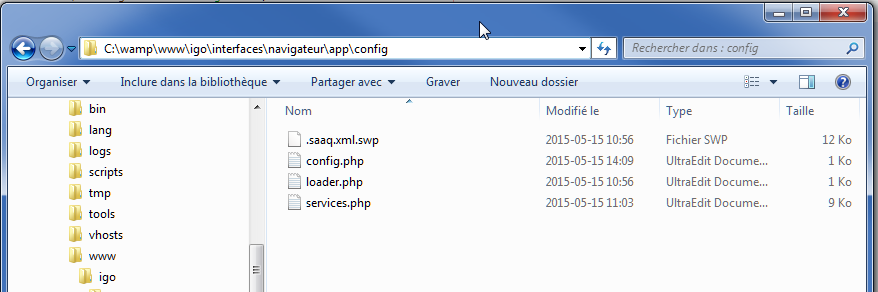 C:\wamp\www\igo\interfaces\navigateur\app\config
Rechercher dans : config
Organiser Inclure dans la bibliothèque Partager avec Graver Nouveau dossier
bin
lang
logs
scripts
tmp
tools
vhosts
www
igo
Nom Modifié le Type Taille
.saaq.xml.swp 2015-05-15 10:56 Fichier SWP 12 Ko
config.php 2015-05-15 14:09 UltraEdit Docume... 1 Ko
loader.php 2015-05-15 10:56 UltraEdit Docume... 1 Ko
services.php 2015-05-15 11:03 UltraEdit Docume... 9 Ko